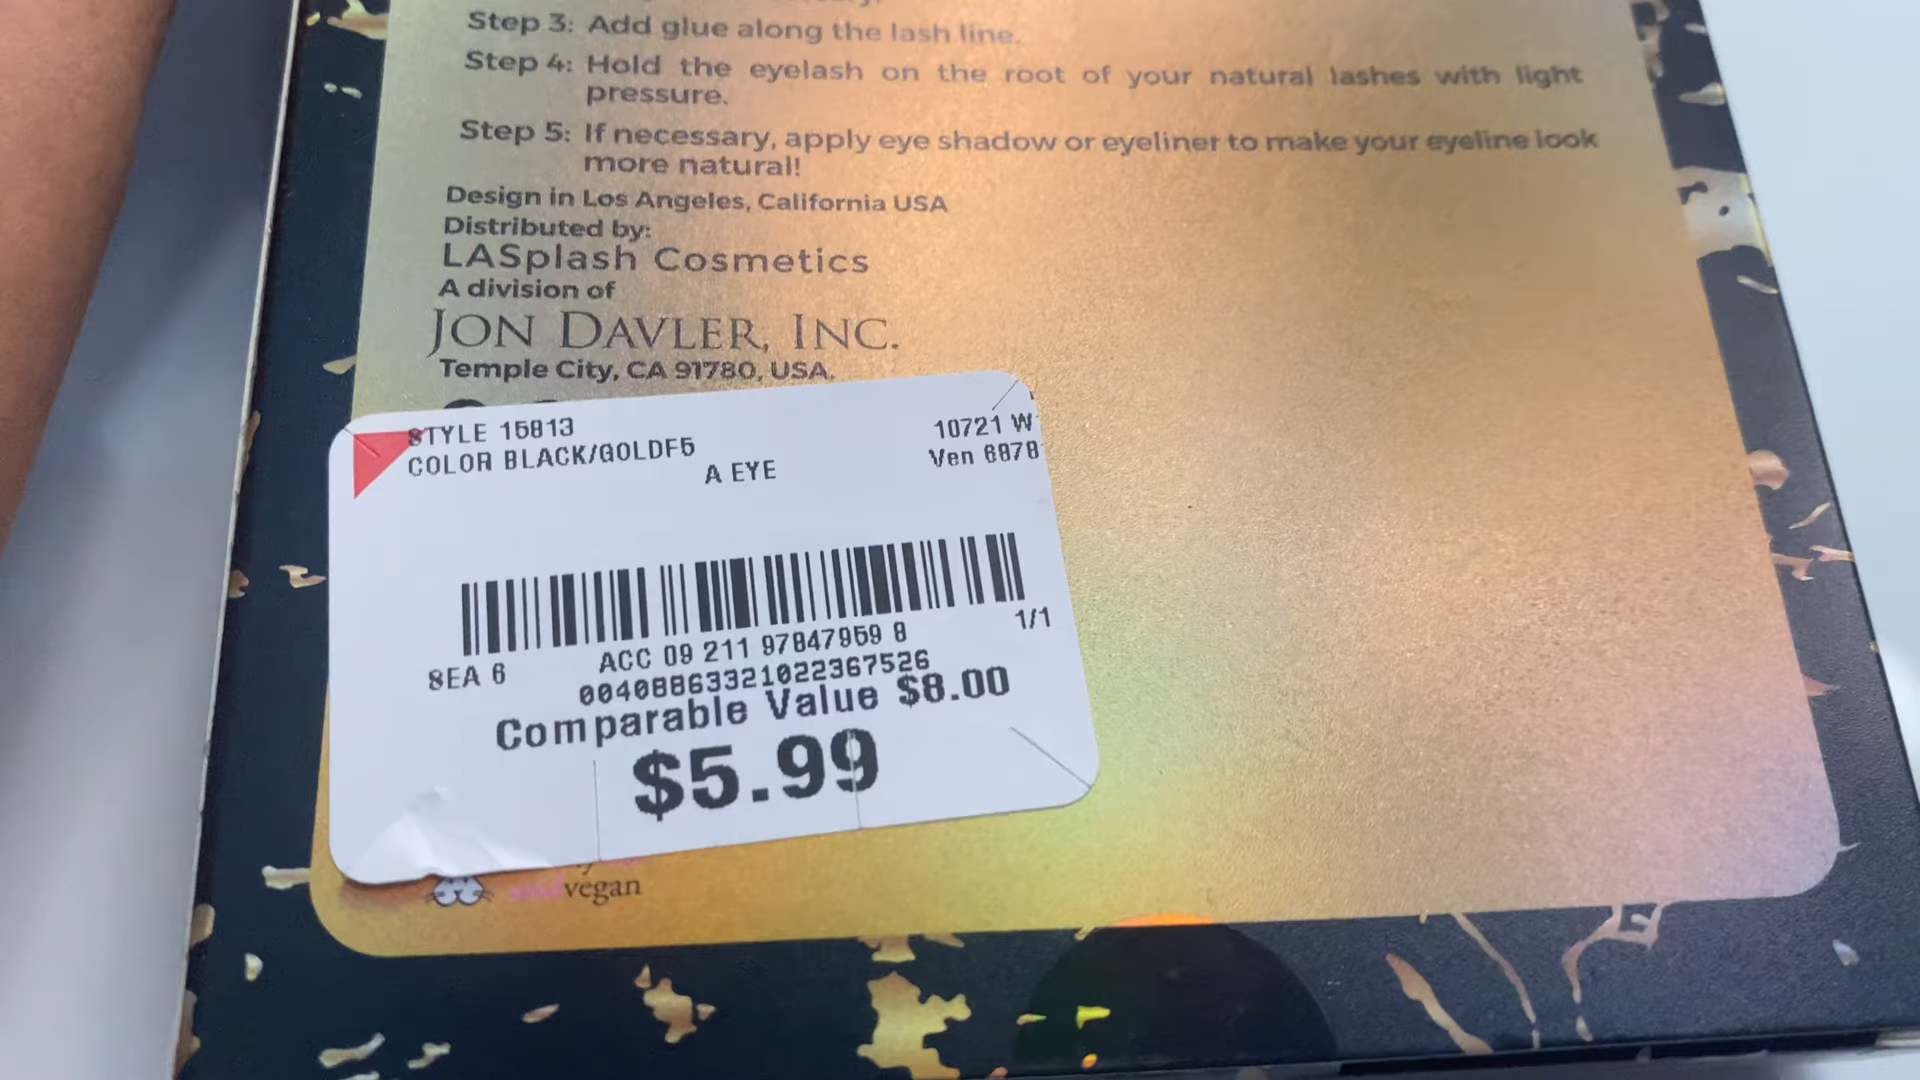 Step 3: Add glue along the lash line.
Step 4: Hold the eyelash on the root of your natural lashes with light
pressure.
Step 5: If necessary, apply eye shadow or eyeliner to make your eyeline look
more natural!
Design in Los Angeles, California USA
Distributed by:
LASplash Cosmetics
A division of
JON DAVLER, INC.
Temple City, CA 91780, USA.
STYLE 15813
10721 W
COLOR BLACK/GOLDF5
Ven 8878
A EYE
1/1
ACC 09 211 97847959 8
SEA 6
00408863321022367526
Comparable Value $8.00
$5.99
vegan